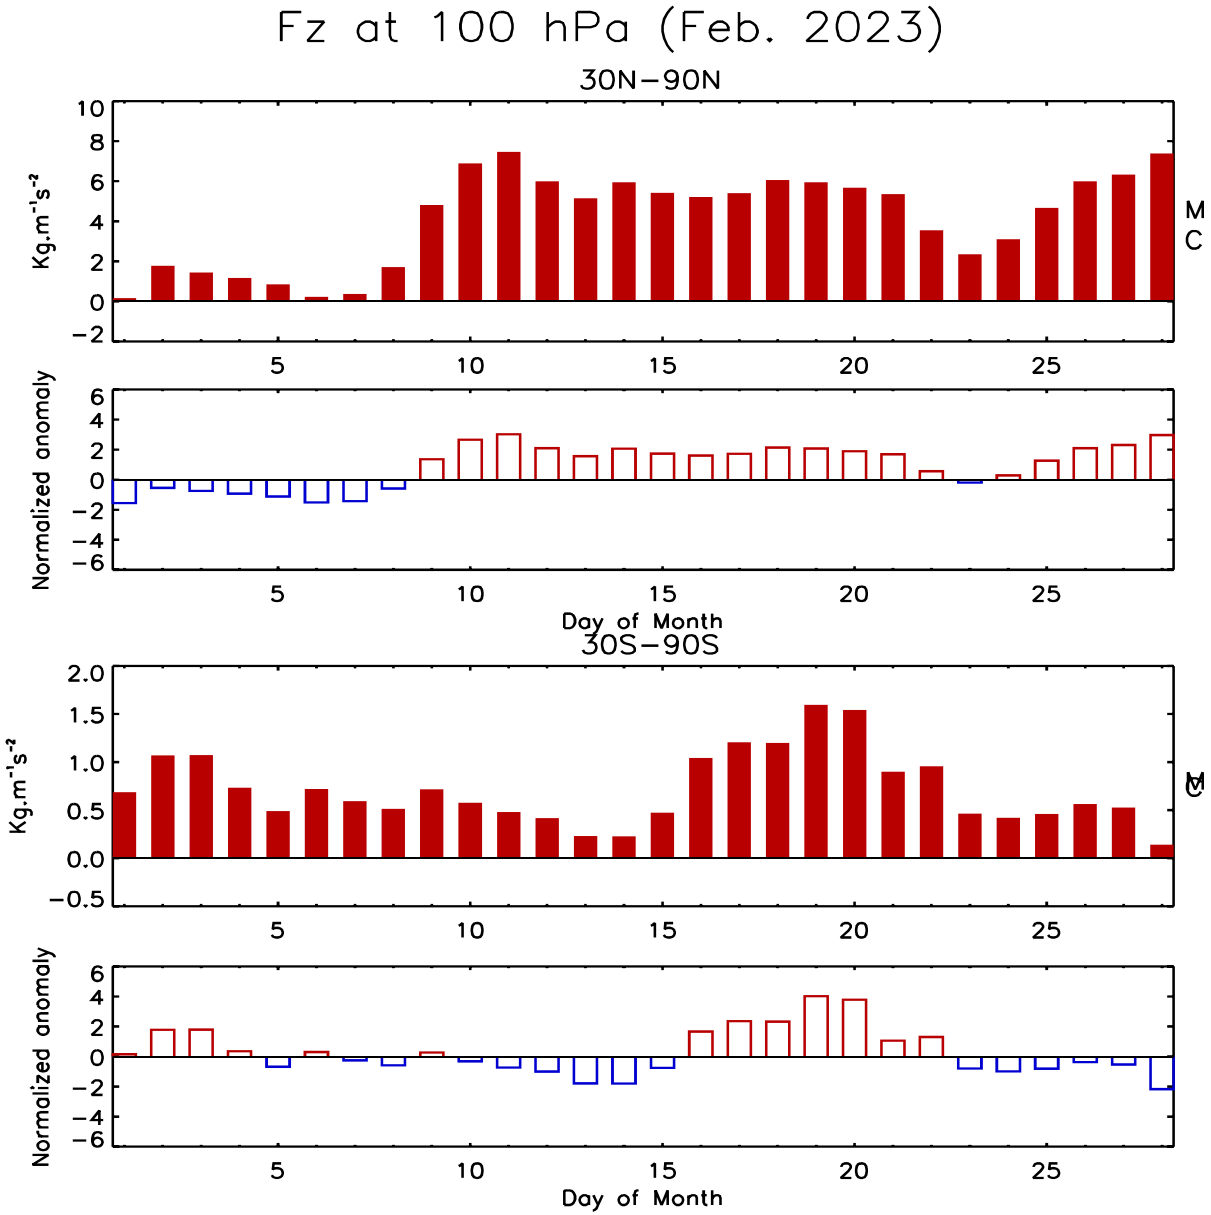 Fz at 100 hPa (Feb. 2023)
30N−90N
10
8
6
4
2
0
−2
Kg.m⁻¹s⁻²
M
C
5 10 15 20 25
6
4
2
0
−2
−4
−6
Normalized anomaly
5 10 15 20 25
Day of Month
30S−90S
2.0
1.5
1.0
0.5
0.0
−0.5
Kg.m⁻¹s⁻²
M
C
5 10 15 20 25
6
4
2
0
−2
−4
−6
Normalized anomaly
5 10 15 20 25
Day of Month